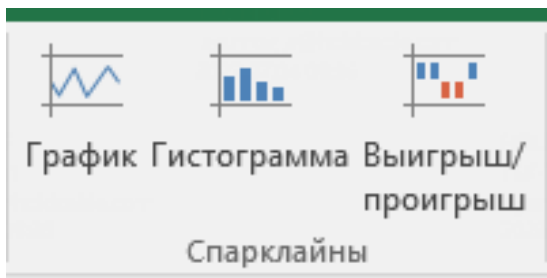 График Гистограмма Выигрыш/
проигрыш
Спарклайны